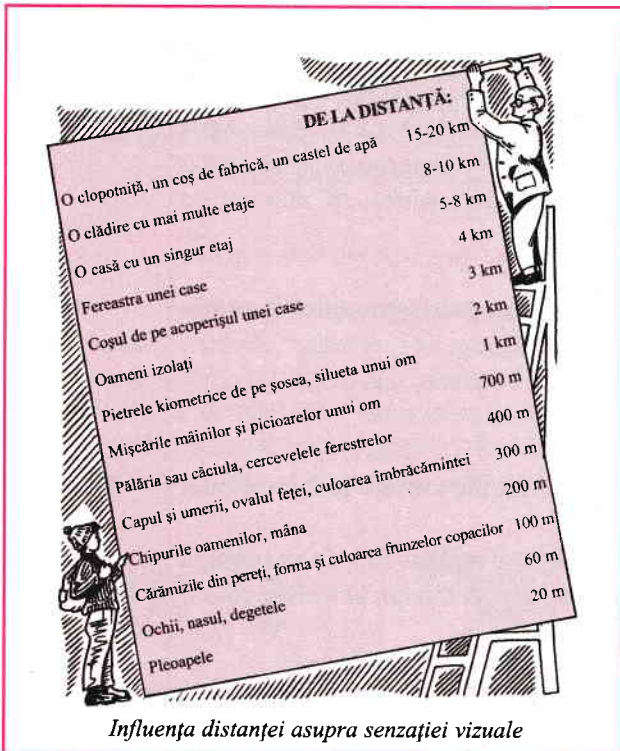 DE LA DISTANȚĂ:
O clopotniță, un coș de fabrică, un castel de apă 15-20 km
O clădire cu mai multe etaje 8-10 km
O casă cu un singur etaj 5-8 km
Fereastra unei case 4 km
Coșul de pe acoperișul unei case 3 km
Oameni izolați 2 km
Pietrele kiometrice de pe șosea, silueta unui om 1 km
Mișcările mâinilor și picioarelor unui om 700 m
Pălăria sau căciula, cercevelele ferestrelor 400 m
Capul și umerii, ovalul feței, culoarea îmbrăcămintei 300 m
Chipurile oamenilor, mâna 200 m
Cărămizile din pereți, forma și culoarea frunzelor copacilor 100 m
Ochii, nasul, degetele 60 m
Pleoapele 20 m
Influența distanței asupra senzației vizuale